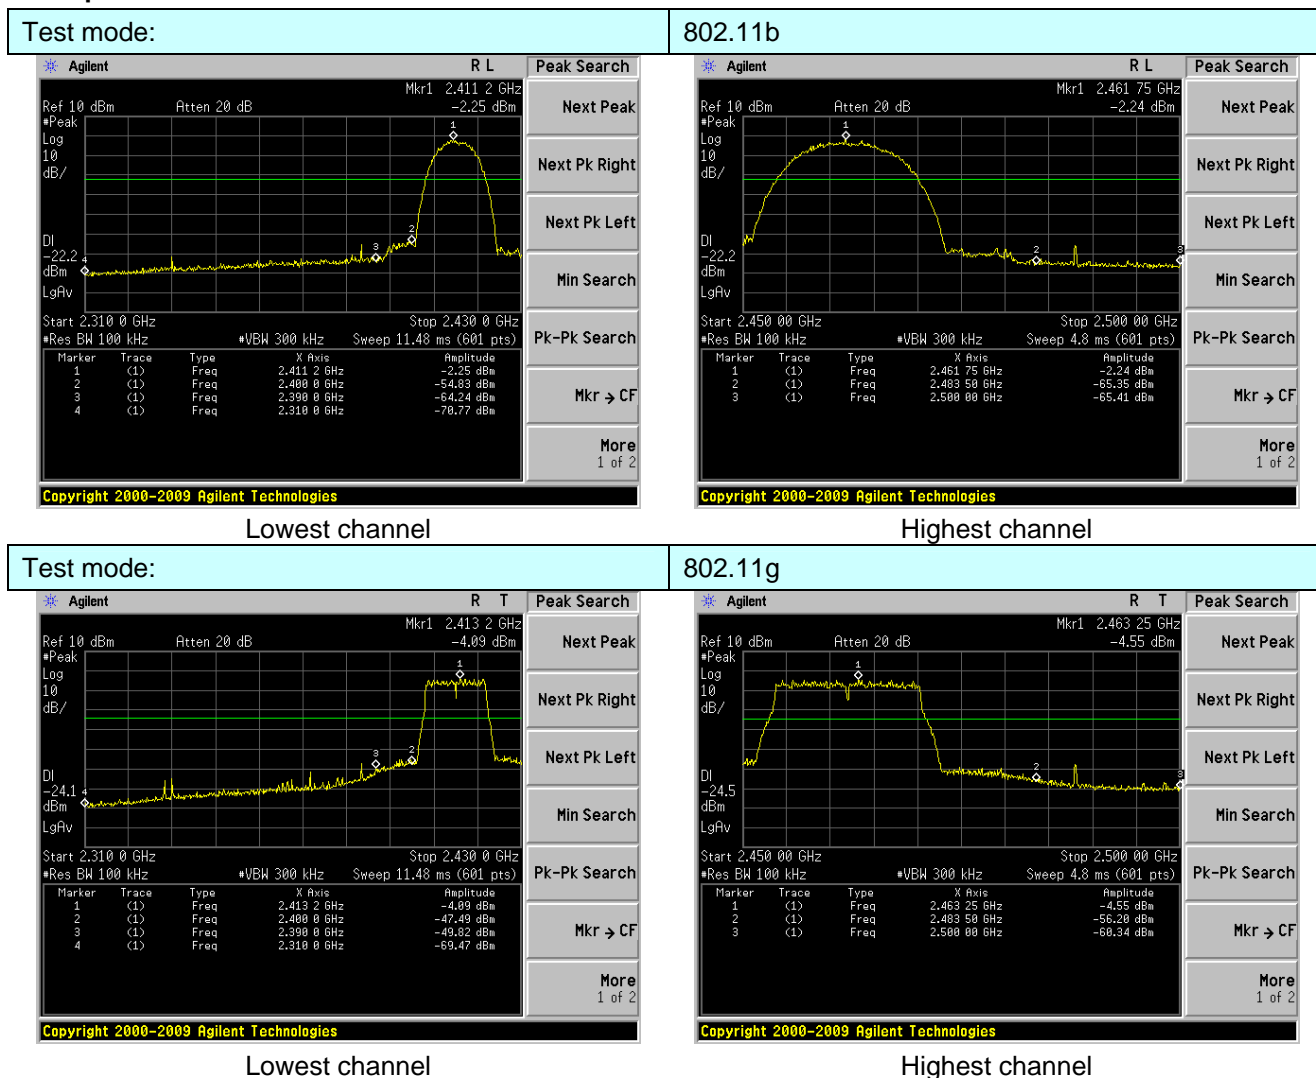 Test mode:
802.11b
Agilent
R L
Peak Search
Mkr1 2.411 2 GHz
Ref 10 dBm Atten 20 dB -2.25 dBm
#Peak
Log
10
dB/
DI
-22.2
dBm
LgAv
1
2
3
4
Start 2.310 0 GHz Stop 2.430 0 GHz
#Res BW 100 kHz #VBW 300 kHz Sweep 11.48 ms (601 pts)
Marker Trace Type X Axis Amplitude
1 (1) Freq 2.411 2 GHz -2.25 dBm
2 (1) Freq 2.400 0 GHz -54.83 dBm
3 (1) Freq 2.390 0 GHz -64.24 dBm
4 (1) Freq 2.310 0 GHz -70.77 dBm
Next Peak
Next Pk Right
Next Pk Left
Min Search
Pk-Pk Search
Mkr → CF
More
1 of 2
Copyright 2000-2009 Agilent Technologies
Agilent
R L
Peak Search
Mkr1 2.461 75 GHz
Ref 10 dBm Atten 20 dB -2.24 dBm
#Peak
Log
10
dB/
DI
-22.2
dBm
LgAv
1
2
3
Start 2.450 00 GHz Stop 2.500 00 GHz
#Res BW 100 kHz #VBW 300 kHz Sweep 4.8 ms (601 pts)
Marker Trace Type X Axis Amplitude
1 (1) Freq 2.461 75 GHz -2.24 dBm
2 (1) Freq 2.483 50 GHz -65.35 dBm
3 (1) Freq 2.500 00 GHz -65.41 dBm
Next Peak
Next Pk Right
Next Pk Left
Min Search
Pk-Pk Search
Mkr → CF
More
1 of 2
Copyright 2000-2009 Agilent Technologies
Lowest channel
Highest channel
Test mode:
802.11g
Agilent
R T
Peak Search
Mkr1 2.413 2 GHz
Ref 10 dBm Atten 20 dB -4.09 dBm
#Peak
Log
10
dB/
DI
-24.1
dBm
LgAv
1
2
3
4
Start 2.310 0 GHz Stop 2.430 0 GHz
#Res BW 100 kHz #VBW 300 kHz Sweep 11.48 ms (601 pts)
Marker Trace Type X Axis Amplitude
1 (1) Freq 2.413 2 GHz -4.09 dBm
2 (1) Freq 2.400 0 GHz -47.49 dBm
3 (1) Freq 2.390 0 GHz -49.82 dBm
4 (1) Freq 2.310 0 GHz -69.47 dBm
Next Peak
Next Pk Right
Next Pk Left
Min Search
Pk-Pk Search
Mkr → CF
More
1 of 2
Copyright 2000-2009 Agilent Technologies
Agilent
R T
Peak Search
Mkr1 2.463 25 GHz
Ref 10 dBm Atten 20 dB -4.55 dBm
#Peak
Log
10
dB/
DI
-24.5
dBm
LgAv
1
2
3
Start 2.450 00 GHz Stop 2.500 00 GHz
#Res BW 100 kHz #VBW 300 kHz Sweep 4.8 ms (601 pts)
Marker Trace Type X Axis Amplitude
1 (1) Freq 2.463 25 GHz -4.55 dBm
2 (1) Freq 2.483 50 GHz -56.20 dBm
3 (1) Freq 2.500 00 GHz -60.34 dBm
Next Peak
Next Pk Right
Next Pk Left
Min Search
Pk-Pk Search
Mkr → CF
More
1 of 2
Copyright 2000-2009 Agilent Technologies
Lowest channel
Highest channel